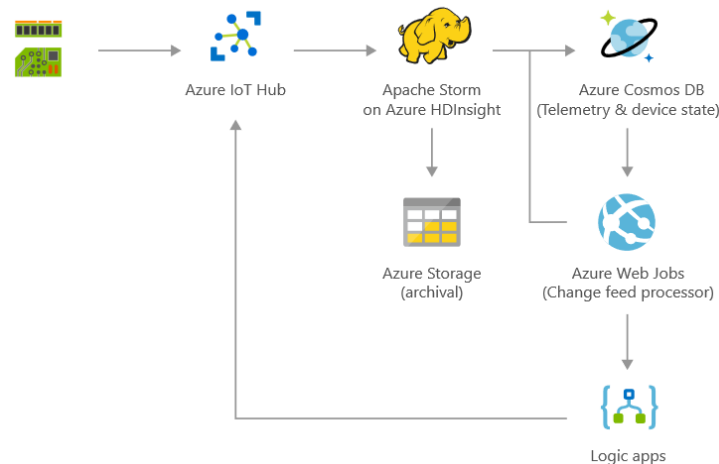 Azure IoT Hub
Apache Storm
on Azure HDInsight
Azure Cosmos DB
(Telemetry & device state)
Azure Storage
(archival)
Azure Web Jobs
(Change feed processor)
Logic apps